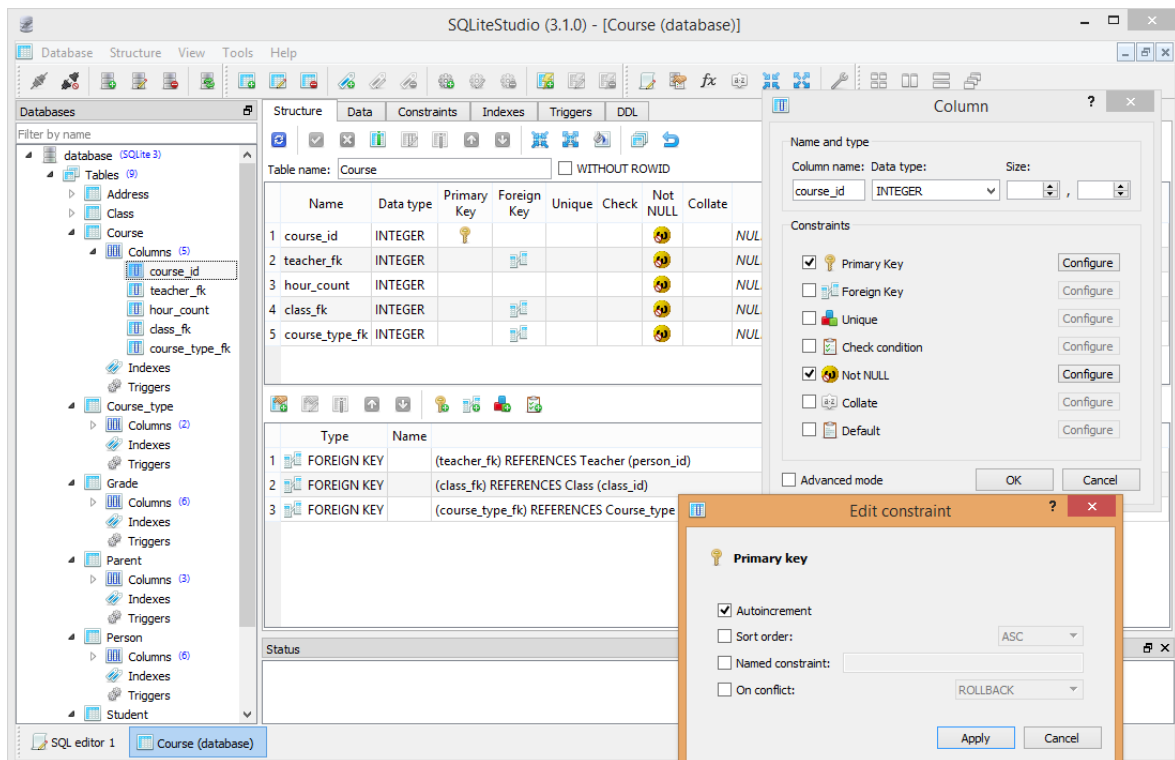 SQLiteStudio (3.1.0) - [Course (database)]
Database Structure View Tools Help
Databases
Filter by name
database (SQLite 3)
Tables (9)
Address
Class
Course
Columns (5)
course_id
teacher_fk
hour_count
class_fk
course_type_fk
Indexes
Triggers
Course_type
Columns (2)
Indexes
Triggers
Grade
Columns (6)
Indexes
Triggers
Parent
Columns (3)
Indexes
Triggers
Person
Columns (6)
Indexes
Triggers
Student
Structure Data Constraints Indexes Triggers DDL
Table name: Course WITHOUT ROWID
Name Data type Primary Key Foreign Key Unique Check Not NULL Collate
1 course_id INTEGER NUL
2 teacher_fk INTEGER NUL
3 hour_count INTEGER NUL
4 class_fk INTEGER NUL
5 course_type_fk INTEGER NUL
Type Name
1 FOREIGN KEY (teacher_fk) REFERENCES Teacher (person_id)
2 FOREIGN KEY (class_fk) REFERENCES Class (class_id)
3 FOREIGN KEY (course_type_fk) REFERENCES Course_type
Status
Column ?
Name and type
Column name: Data type: Size:
course_id INTEGER ,
Constraints
Primary Key Configure
Foreign Key Configure
Unique Configure
Check condition Configure
Not NULL Configure
Collate Configure
Default Configure
Advanced mode OK Cancel
Edit constraint ?
Primary key
Autoincrement
Sort order: ASC
Named constraint:
On conflict: ROLLBACK
Apply Cancel
SQL editor 1 Course (database)